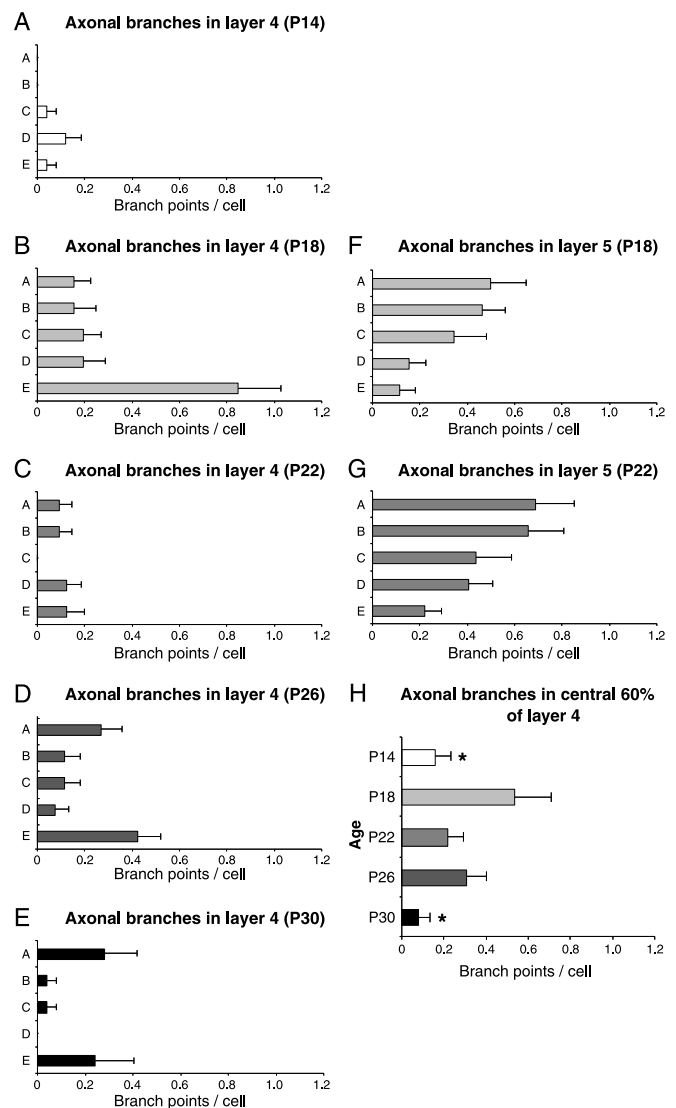 A Axonal branches in layer 4 (P14)
A
B
C
D
E
0 0.2 0.4 0.6 0.8 1.0 1.2
Branch points / cell
B Axonal branches in layer 4 (P18)
A
B
C
D
E
0 0.2 0.4 0.6 0.8 1.0 1.2
Branch points / cell
F Axonal branches in layer 5 (P18)
A
B
C
D
E
0 0.2 0.4 0.6 0.8 1.0 1.2
Branch points / cell
C Axonal branches in layer 4 (P22)
A
B
C
D
E
0 0.2 0.4 0.6 0.8 1.0 1.2
Branch points / cell
G Axonal branches in layer 5 (P22)
A
B
C
D
E
0 0.2 0.4 0.6 0.8 1.0 1.2
Branch points / cell
D Axonal branches in layer 4 (P26)
A
B
C
D
E
0 0.2 0.4 0.6 0.8 1.0 1.2
Branch points / cell
H Axonal branches in central 60%
of layer 4
Age
P14 *
P18
P22
P26
P30 *
0 0.2 0.4 0.6 0.8 1.0 1.2
Branch points / cell
E Axonal branches in layer 4 (P30)
A
B
C
D
E
0 0.2 0.4 0.6 0.8 1.0 1.2
Branch points / cell